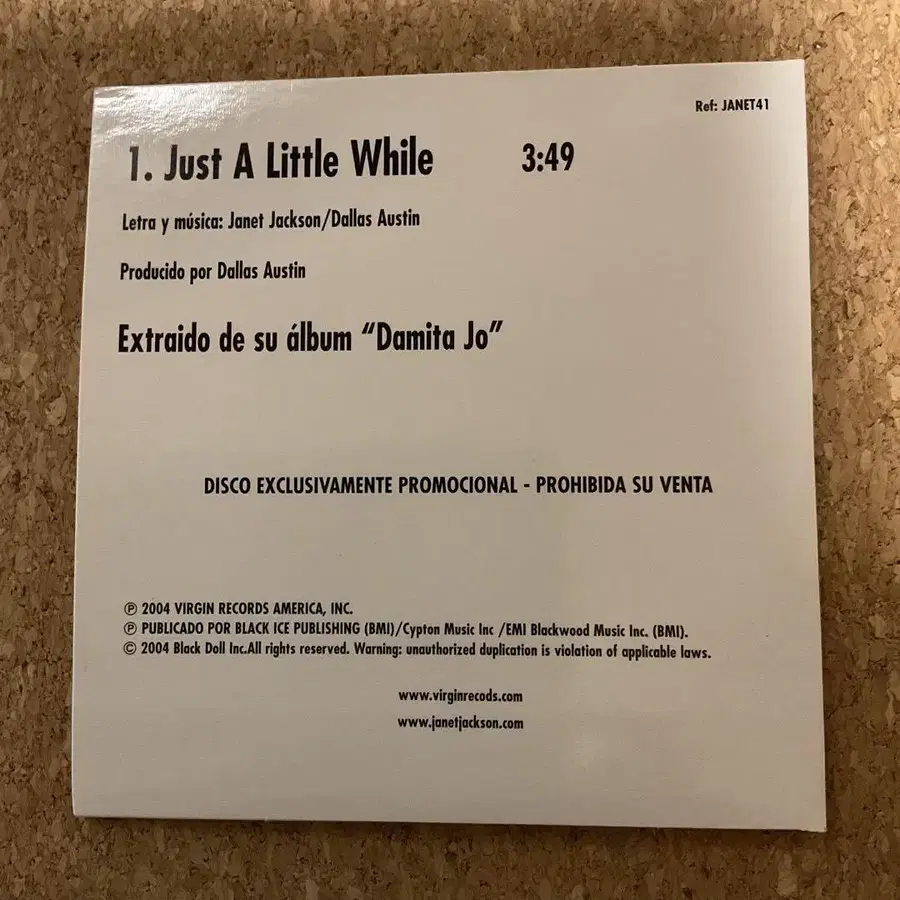 Ref: JANET41
1. Just A Little While 3:49
Letra y música: Janet Jackson/Dallas Austin
Producido por Dallas Austin
Extraido de su álbum “Damita Jo”
DISCO EXCLUSIVAMENTE PROMOCIONAL - PROHIBIDA SU VENTA
℗ 2004 VIRGIN RECORDS AMERICA, INC.
℗ PUBLICADO POR BLACK ICE PUBLISHING (BMI)/Cypton Music Inc /EMI Blackwood Music Inc. (BMI).
© 2004 Black Doll Inc.All rights reserved. Warning: unauthorized duplication is violation of applicable laws.
www.virginrecods.com
www.janetjackson.com